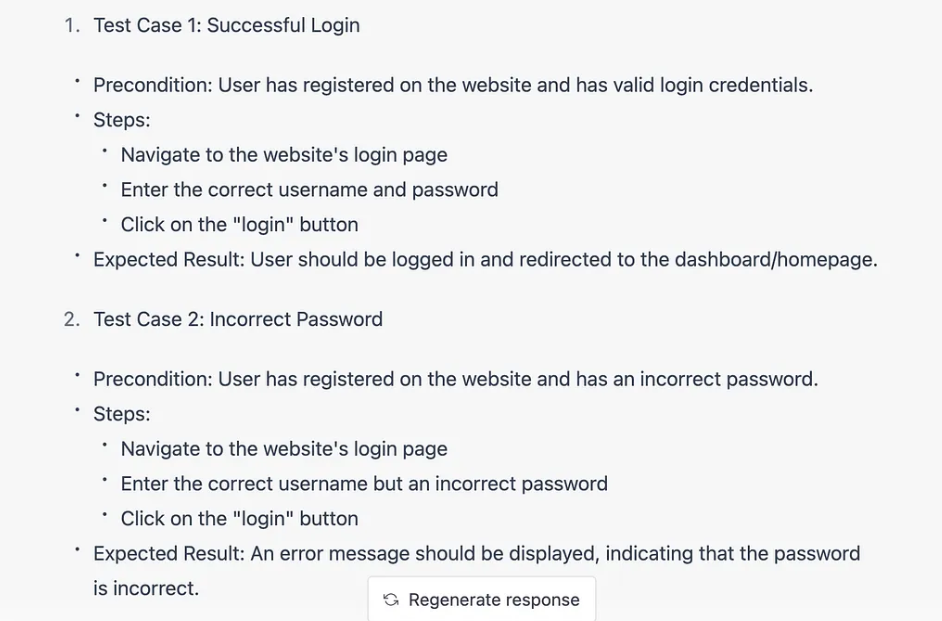 1. Test Case 1: Successful Login
• Precondition: User has registered on the website and has valid login credentials.
• Steps:
• Navigate to the website's login page
• Enter the correct username and password
• Click on the "login" button
• Expected Result: User should be logged in and redirected to the dashboard/homepage.
2. Test Case 2: Incorrect Password
• Precondition: User has registered on the website and has an incorrect password.
• Steps:
• Navigate to the website's login page
• Enter the correct username but an incorrect password
• Click on the "login" button
• Expected Result: An error message should be displayed, indicating that the password
is incorrect.
Regenerate response